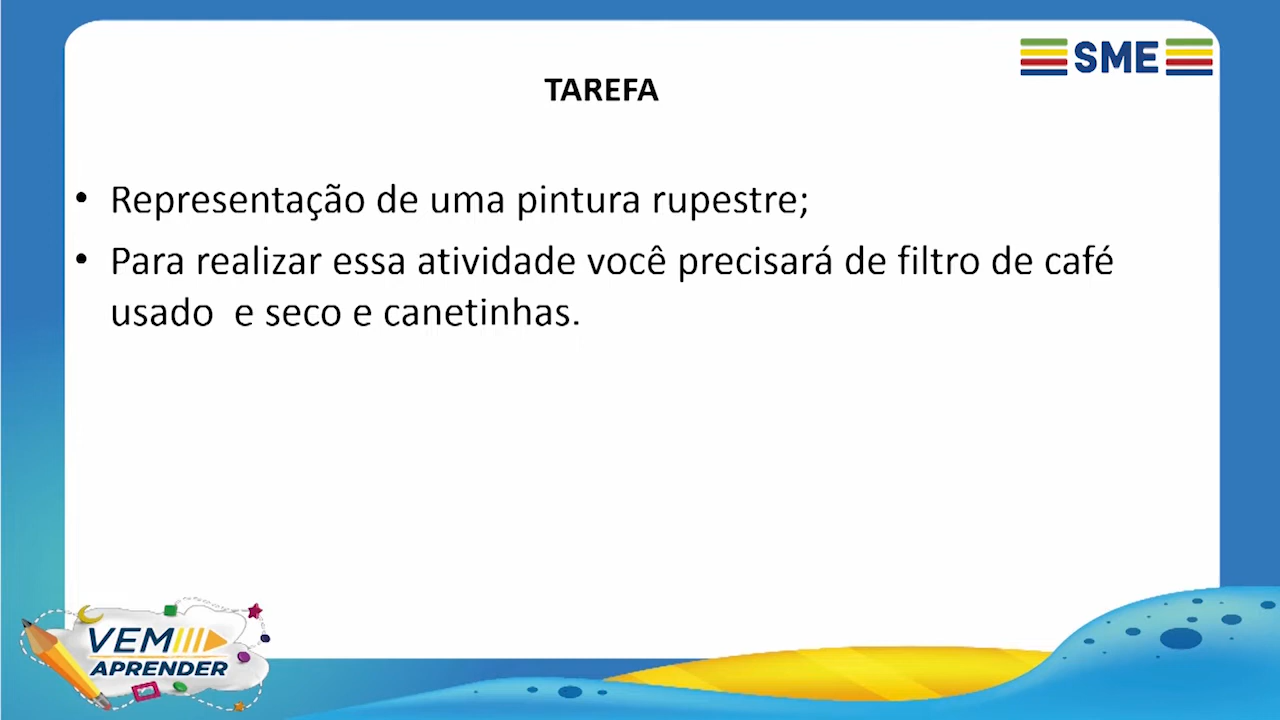 SME
TAREFA
• Representação de uma pintura rupestre;
• Para realizar essa atividade você precisará de filtro de café
usado  e seco e canetinhas.
VEM
APRENDER